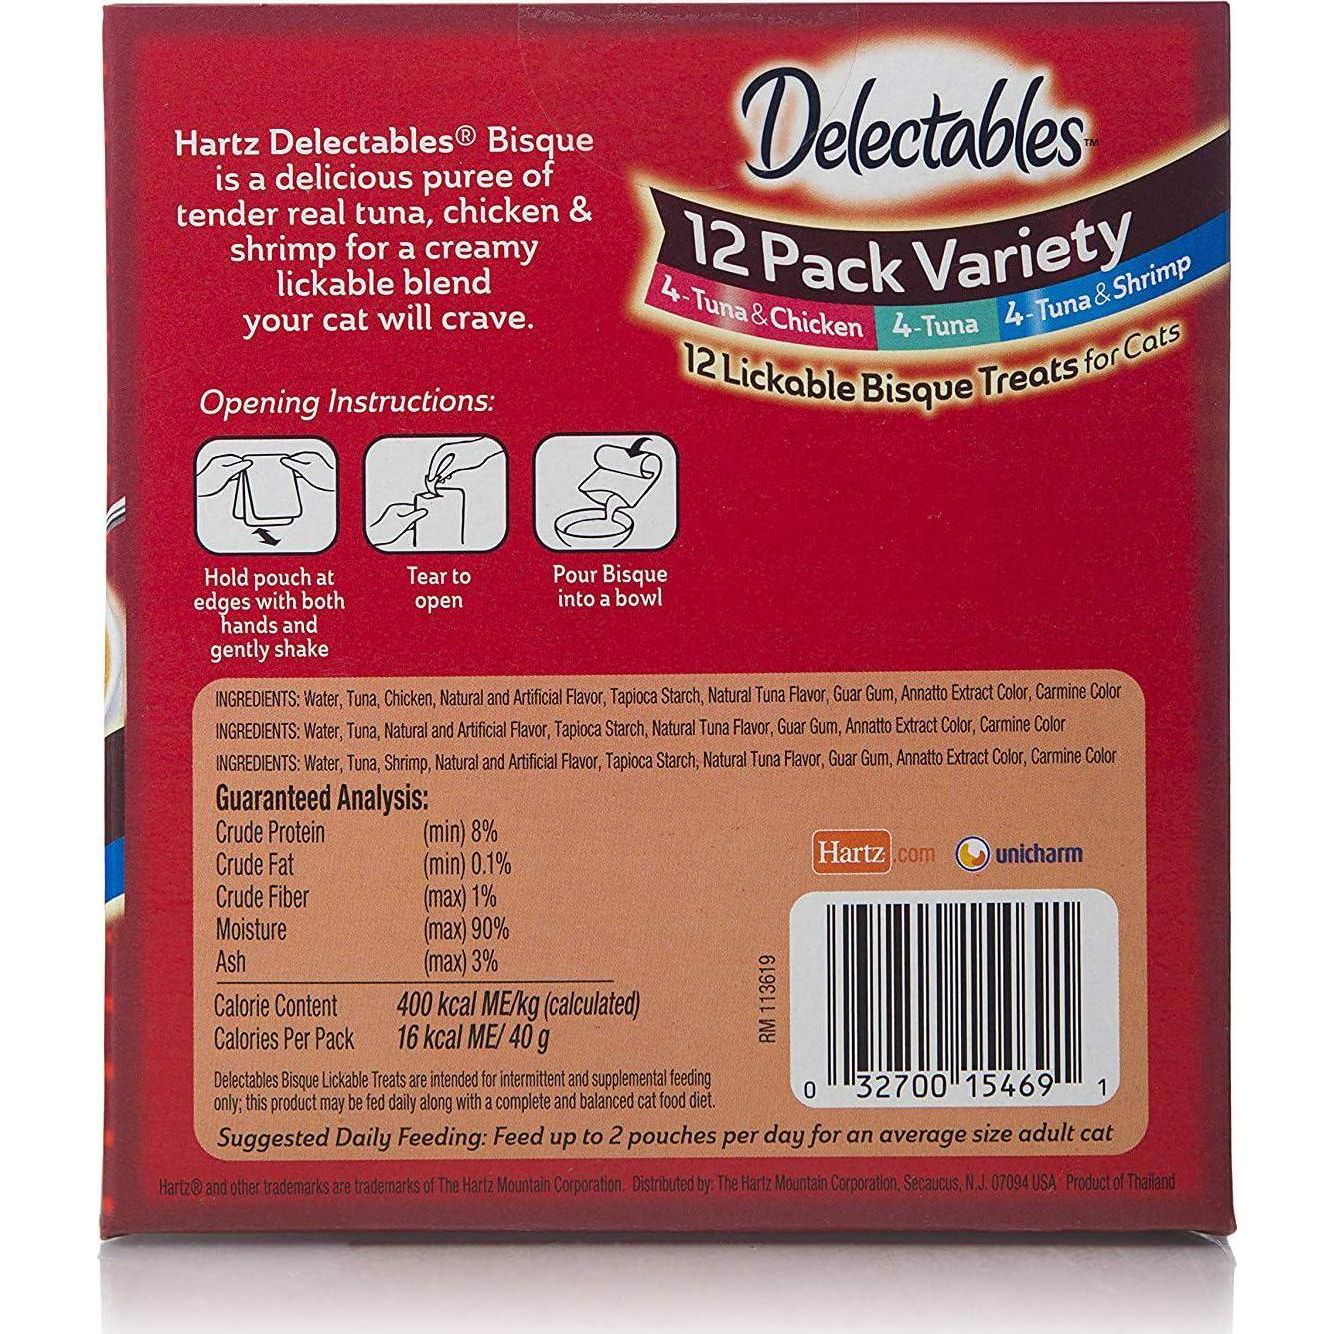 Hartz Delectables® Bisque
is a delicious puree of
tender real tuna, chicken &
shrimp for a creamy
lickable blend
your cat will crave.
Delectables™
12 Pack Variety
4-Tuna & Chicken 4-Tuna 4-Tuna & Shrimp
12 Lickable Bisque Treats for Cats
Opening Instructions:
Hold pouch at
edges with both
hands and
gently shake
Tear to
open
Pour Bisque
into a bowl
INGREDIENTS: Water, Tuna, Chicken, Natural and Artificial Flavor, Tapioca Starch, Natural Tuna Flavor, Guar Gum, Annatto Extract Color, Carmine Color
INGREDIENTS: Water, Tuna, Natural and Artificial Flavor, Tapioca Starch, Natural Tuna Flavor, Guar Gum, Annatto Extract Color, Carmine Color
INGREDIENTS: Water, Tuna, Shrimp, Natural and Artificial Flavor, Tapioca Starch, Natural Tuna Flavor, Guar Gum, Annatto Extract Color, Carmine Color
Guaranteed Analysis:
Crude Protein (min) 8%
Crude Fat (min) 0.1%
Crude Fiber (max) 1%
Moisture (max) 90%
Ash (max) 3%
Calorie Content 400 kcal ME/kg (calculated)
Calories Per Pack 16 kcal ME/ 40 g
Hartz.com unicharm
RM 113619
0 32700 15469 1
Delectables Bisque Lickable Treats are intended for intermittent and supplemental feeding
only; this product may be fed daily along with a complete and balanced cat food diet.
Suggested Daily Feeding: Feed up to 2 pouches per day for an average size adult cat
Hartz® and other trademarks are trademarks of The Hartz Mountain Corporation. Distributed by: The Hartz Mountain Corporation, Secaucus, N.J. 07094 USA Product of Thailand